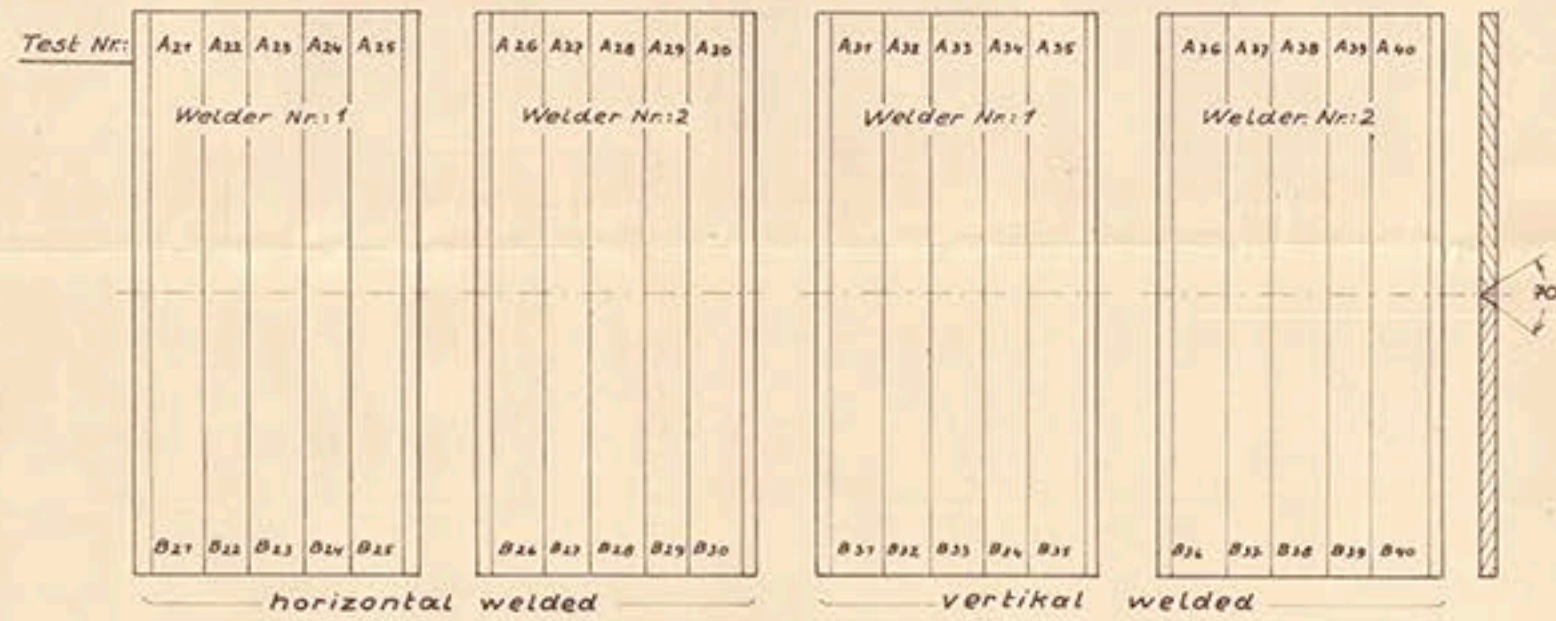 Test Nr.: A21 A22 A23 A24 A25 A26 A27 A28 A29 A30 A31 A32 A33 A34 A35 A36 A37 A38 A39 A40
Welder Nr.:1 Welder Nr.:2 Welder Nr.:1 Welder Nr.:2
70
B21 B22 B23 B24 B25 B26 B27 B28 B29 B30 B31 B32 B33 B34 B35 B36 B37 B38 B39 B40
horizontal welded vertikal welded